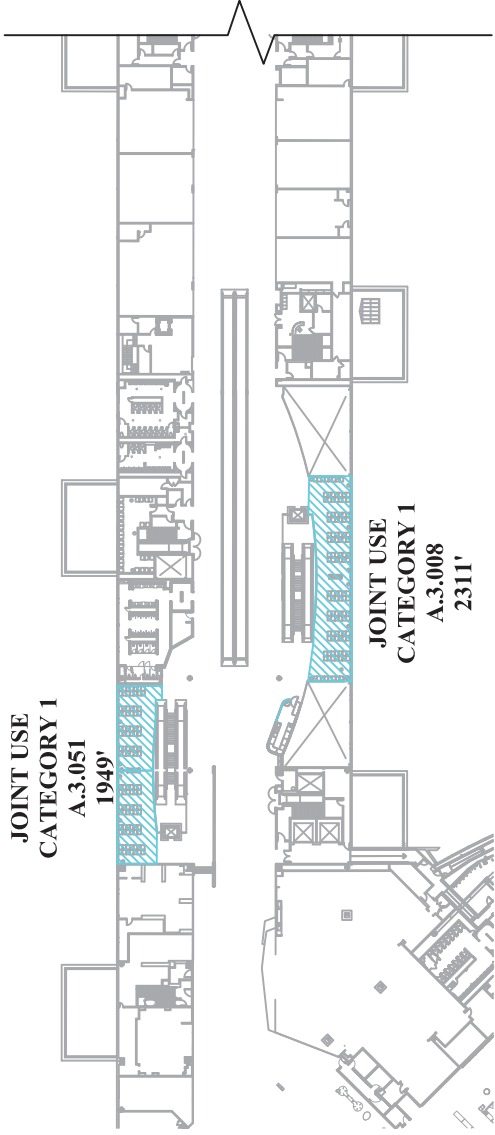 JOINT USE
CATEGORY 1
A.3.051
1949'
JOINT USE
CATEGORY 1
A.3.008
2311'